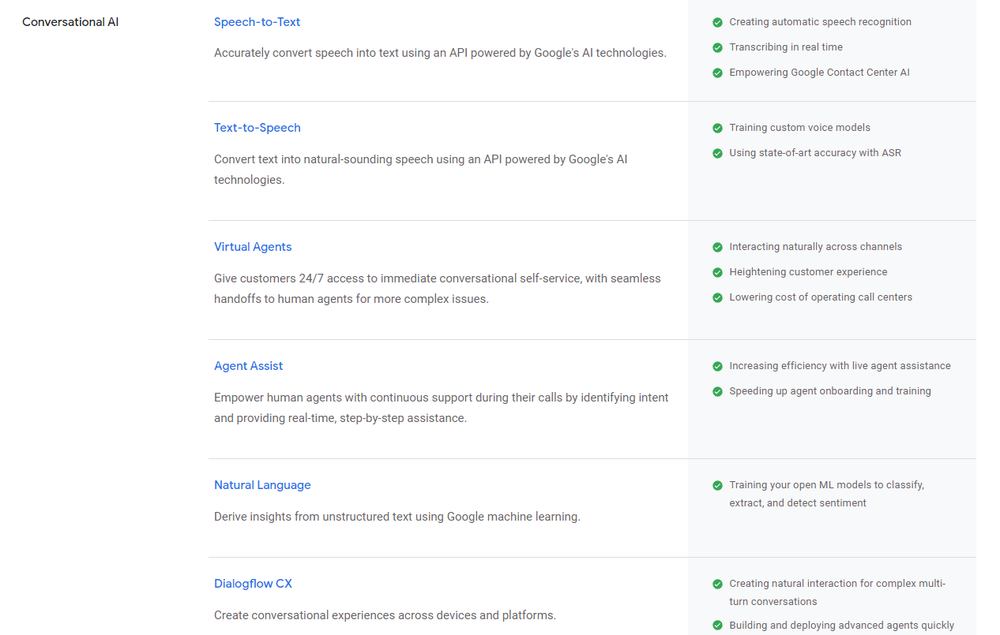 Conversational AI
Speech-to-Text
Accurately convert speech into text using an API powered by Google's AI technologies.
Creating automatic speech recognition
Transcribing in real time
Empowering Google Contact Center AI
Text-to-Speech
Convert text into natural-sounding speech using an API powered by Google's AI
technologies.
Training custom voice models
Using state-of-art accuracy with ASR
Virtual Agents
Give customers 24/7 access to immediate conversational self-service, with seamless
handoffs to human agents for more complex issues.
Interacting naturally across channels
Heightening customer experience
Lowering cost of operating call centers
Agent Assist
Empower human agents with continuous support during their calls by identifying intent
and providing real-time, step-by-step assistance.
Increasing efficiency with live agent assistance
Speeding up agent onboarding and training
Natural Language
Derive insights from unstructured text using Google machine learning.
Training your open ML models to classify,
extract, and detect sentiment
Dialogflow CX
Create conversational experiences across devices and platforms.
Creating natural interaction for complex multi-
turn conversations
Building and deploying advanced agents quickly